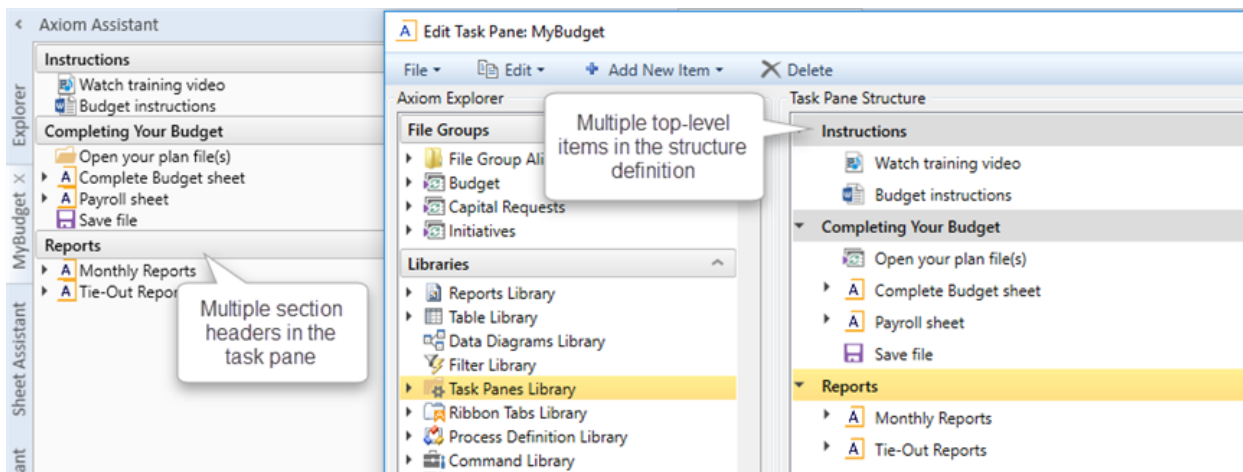 Axiom Assistant
Instructions
Watch training video
Budget instructions
Completing Your Budget
Open your plan file(s)
Complete Budget sheet
Payroll sheet
Save file
Reports
Monthly Reports
Tie-Out Repor
Multiple section
headers in the
task pane
Explorer
MyBudget
Sheet Assistant
ant
Edit Task Pane: MyBudget
File
Edit
Add New Item
Delete
Axiom Explorer
File Groups
File Group Ali
Budget
Capital Requests
Initiatives
Libraries
Reports Library
Table Library
Data Diagrams Library
Filter Library
Task Panes Library
Ribbon Tabs Library
Process Definition Library
Command Library
Multiple top-level
items in the structure
definition
Task Pane Structure
Instructions
Watch training video
Budget instructions
Completing Your Budget
Open your plan file(s)
Complete Budget sheet
Payroll sheet
Save file
Reports
Monthly Reports
Tie-Out Reports